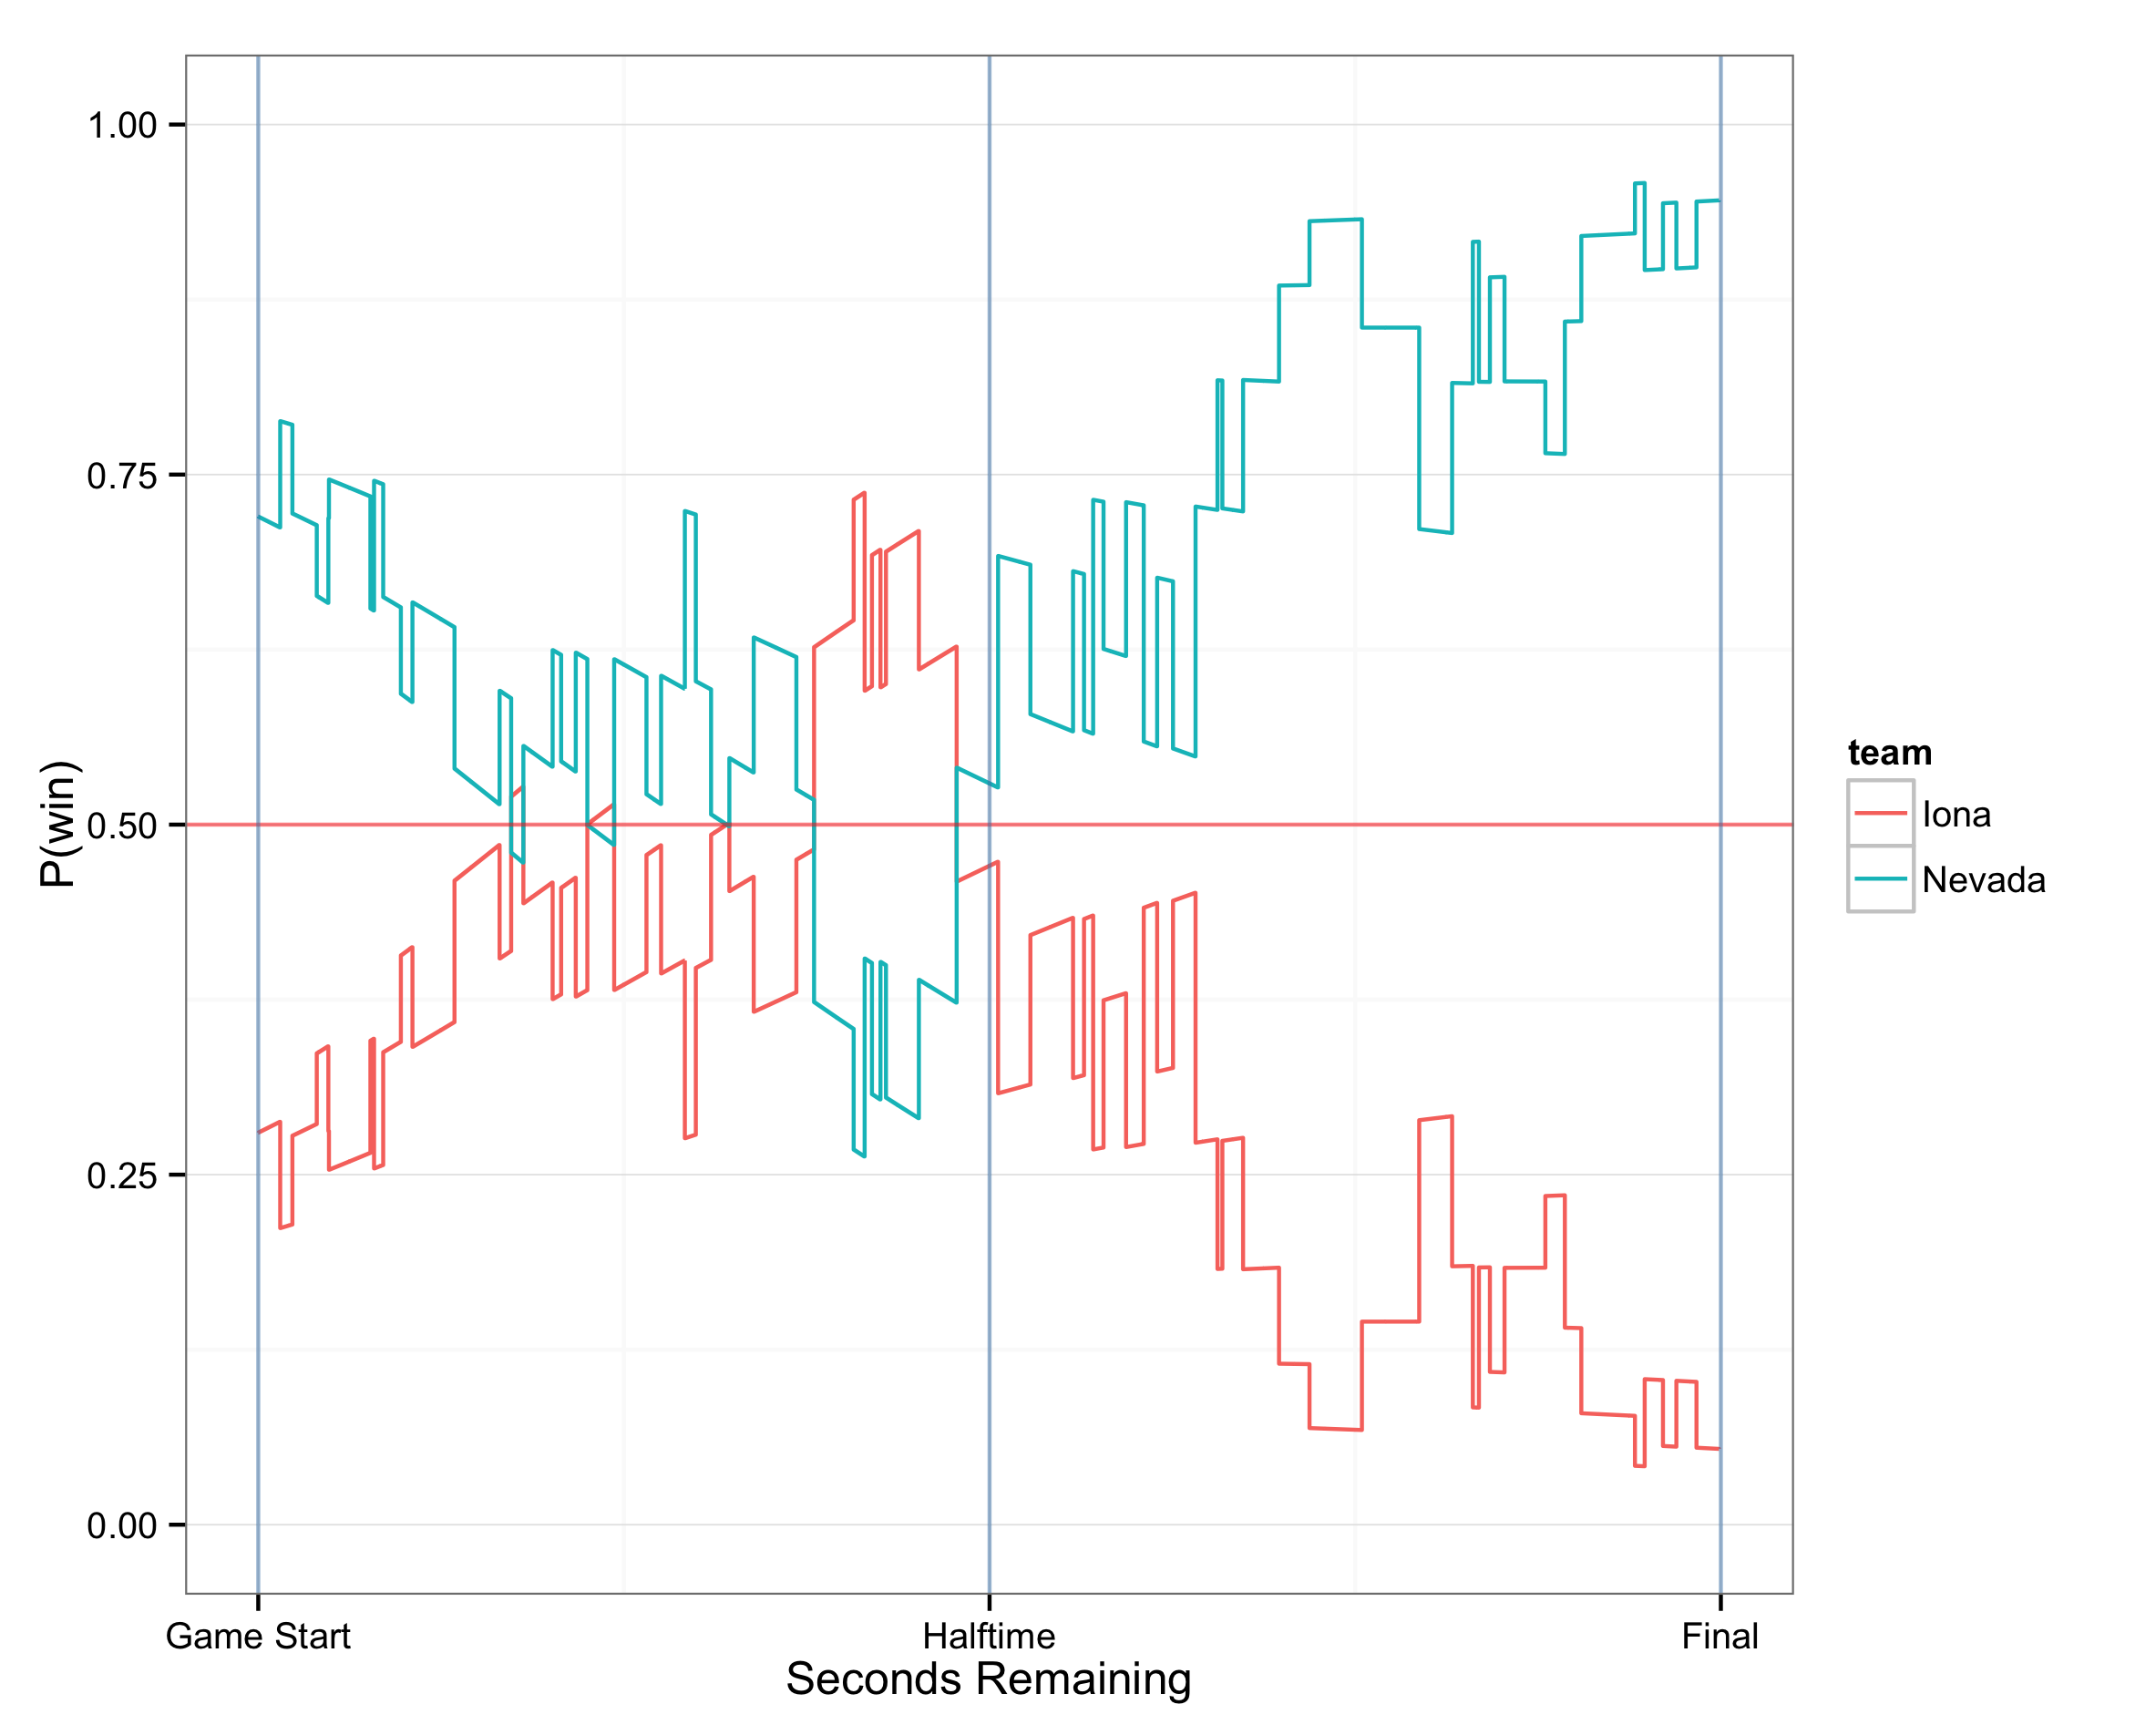 1.00
0.75
0.50
0.25
0.00
P(win)
Game Start
Halftime
Final
Seconds Remaining
team
Iona
Nevada